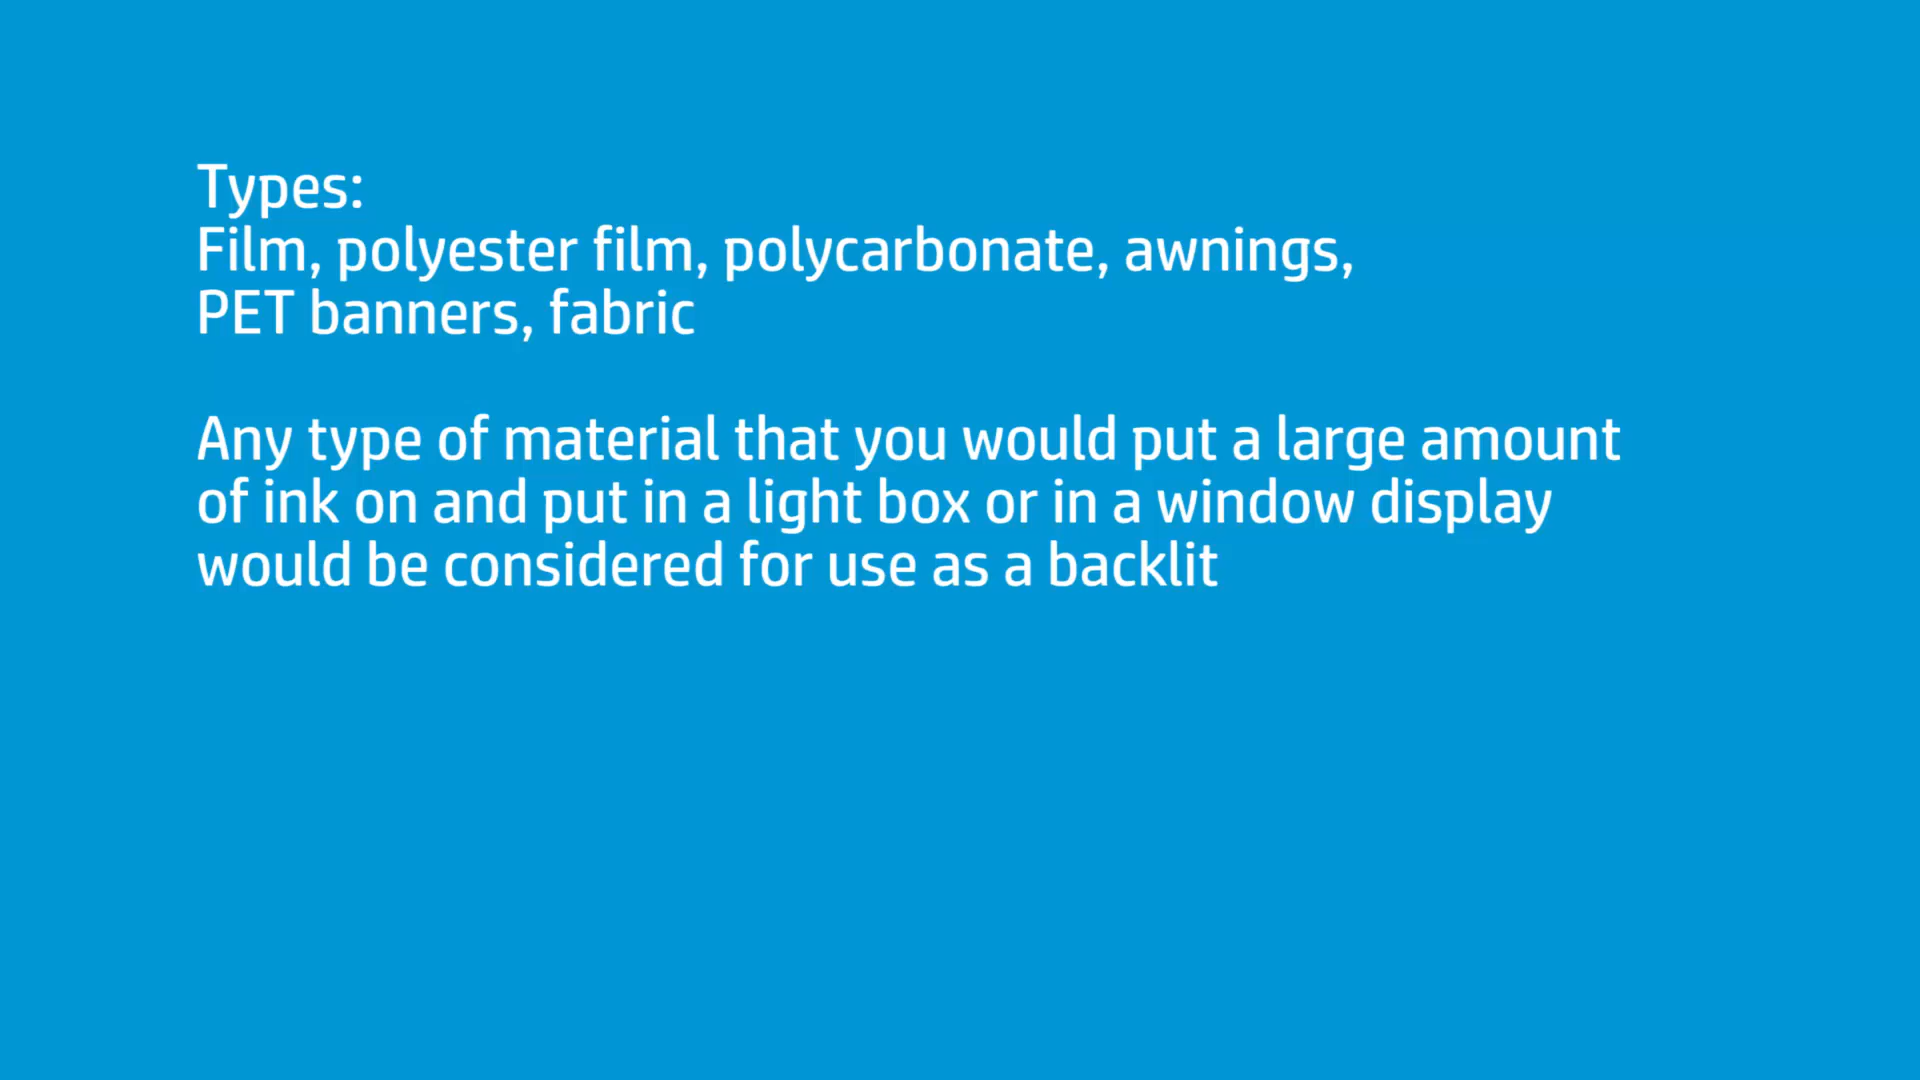 Types:
Film, polyester film, polycarbonate, awnings,
PET banners, fabric
Any type of material that you would put a large amount
of ink on and put in a light box or in a window display
would be considered for use as a backlit